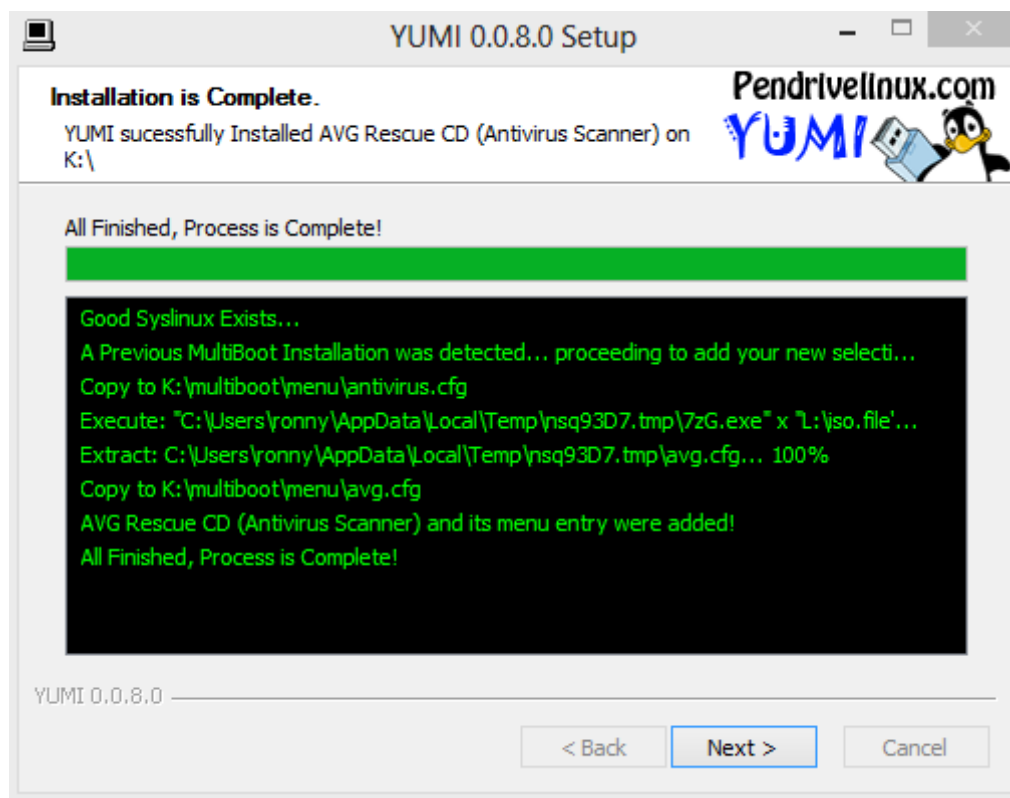 YUMI 0.0.8.0 Setup
Installation is Complete.
Pendrivelinux.com
YUMI sucessfully Installed AVG Rescue CD (Antivirus Scanner) on
K:\
YUMI
All Finished, Process is Complete!
Good Syslinux Exists...
A Previous MultiBoot Installation was detected... proceeding to add your new selecti...
Copy to K:\multiboot\menu\antivirus.cfg
Execute: "C:\Users\ronny\AppData\Local\Temp\nsq93D7.tmp\7zG.exe" x "L:\iso.file'...
Extract: C:\Users\ronny\AppData\Local\Temp\nsq93D7.tmp\avg.cfg... 100%
Copy to K:\multiboot\menu\avg.cfg
AVG Rescue CD (Antivirus Scanner) and its menu entry were added!
All Finished, Process is Complete!
YUMI 0.0.8.0
< Back Next > Cancel